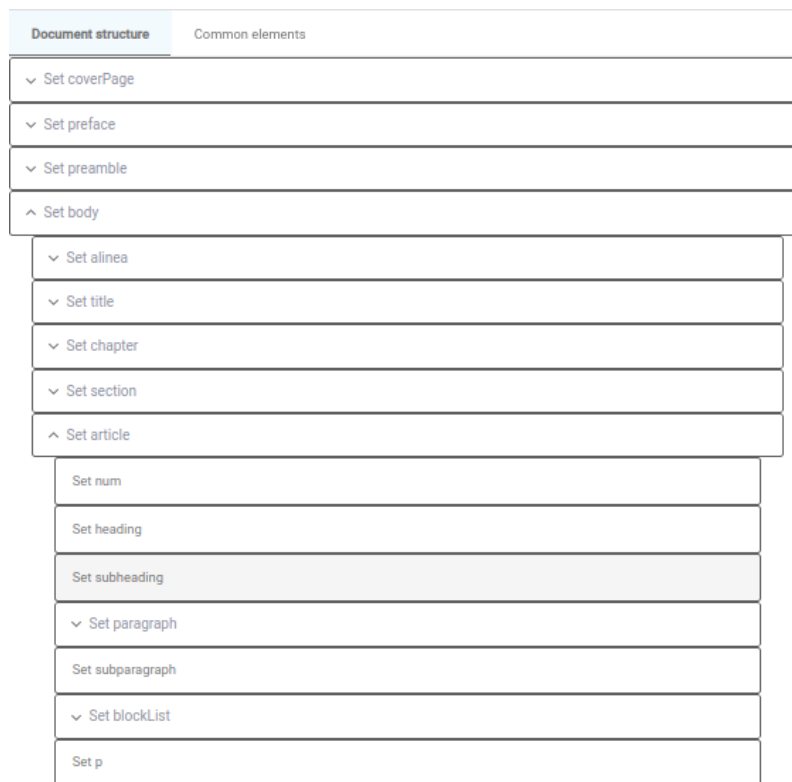 Document structure Common elements
Set coverPage
Set preface
Set preamble
Set body
Set alinea
Set title
Set chapter
Set section
Set article
Set num
Set heading
Set subheading
Set paragraph
Set subparagraph
Set blockList
Set p